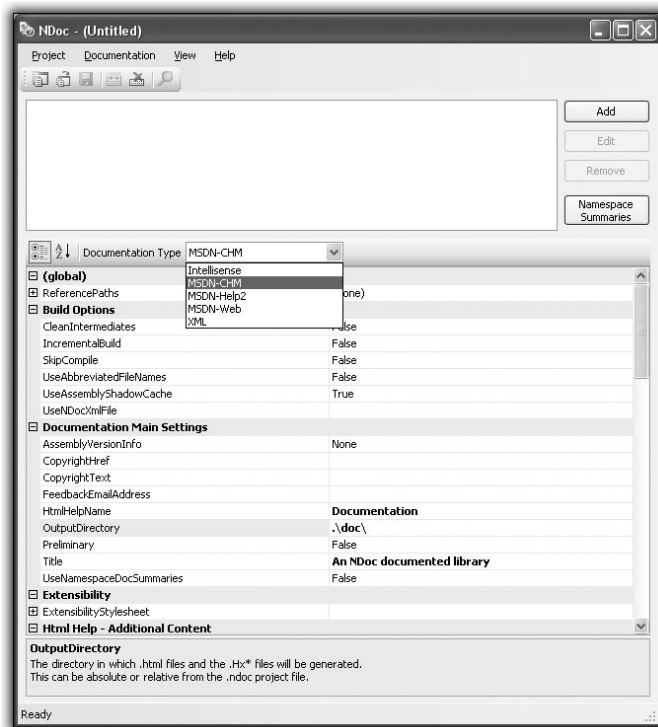 NDoc - (Untitled)
Project Documentation View Help
Add
Edit
Remove
Namespace
Summaries
Documentation Type MSDN-CHM
Intellisense
MSDN-CHM
MSDN-Help2
MSDN-Web
XML
(global)
ReferencePaths one)
Build Options
CleanIntermediates False
IncrementalBuild False
SkipCompile False
UseAbbreviatedFileNames False
UseAssemblyShadowCache True
UseNDocXmlFile
Documentation Main Settings
AssemblyVersionInfo None
CopyrightHref
CopyrightText
FeedbackEmailAddress
HtmlHelpName Documentation
OutputDirectory .\doc\
Preliminary False
Title An NDoc documented library
UseNamespaceDocSummaries False
Extensibility
ExtensibilityStylesheet
Html Help - Additional Content
OutputDirectory
The directory in which .html files and the .Hx* files will be generated.
This can be absolute or relative from the .ndoc project file.
Ready